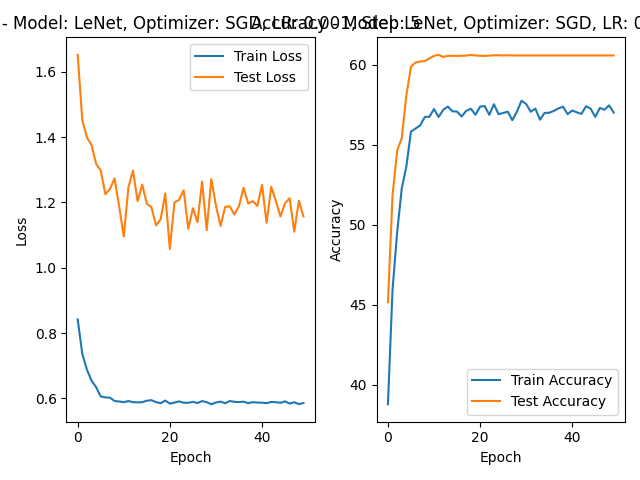 - Model: LeNet, Optimizer: SGD, LR: 0.001, Step: 5
Accuracy - Model: LeNet, Optimizer: SGD, LR: 0
Train Loss
Test Loss
1.6
1.4
1.2
1.0
0.8
0.6
Loss
0
20
40
Epoch
60
55
50
45
40
Accuracy
Train Accuracy
Test Accuracy
0
20
40
Epoch